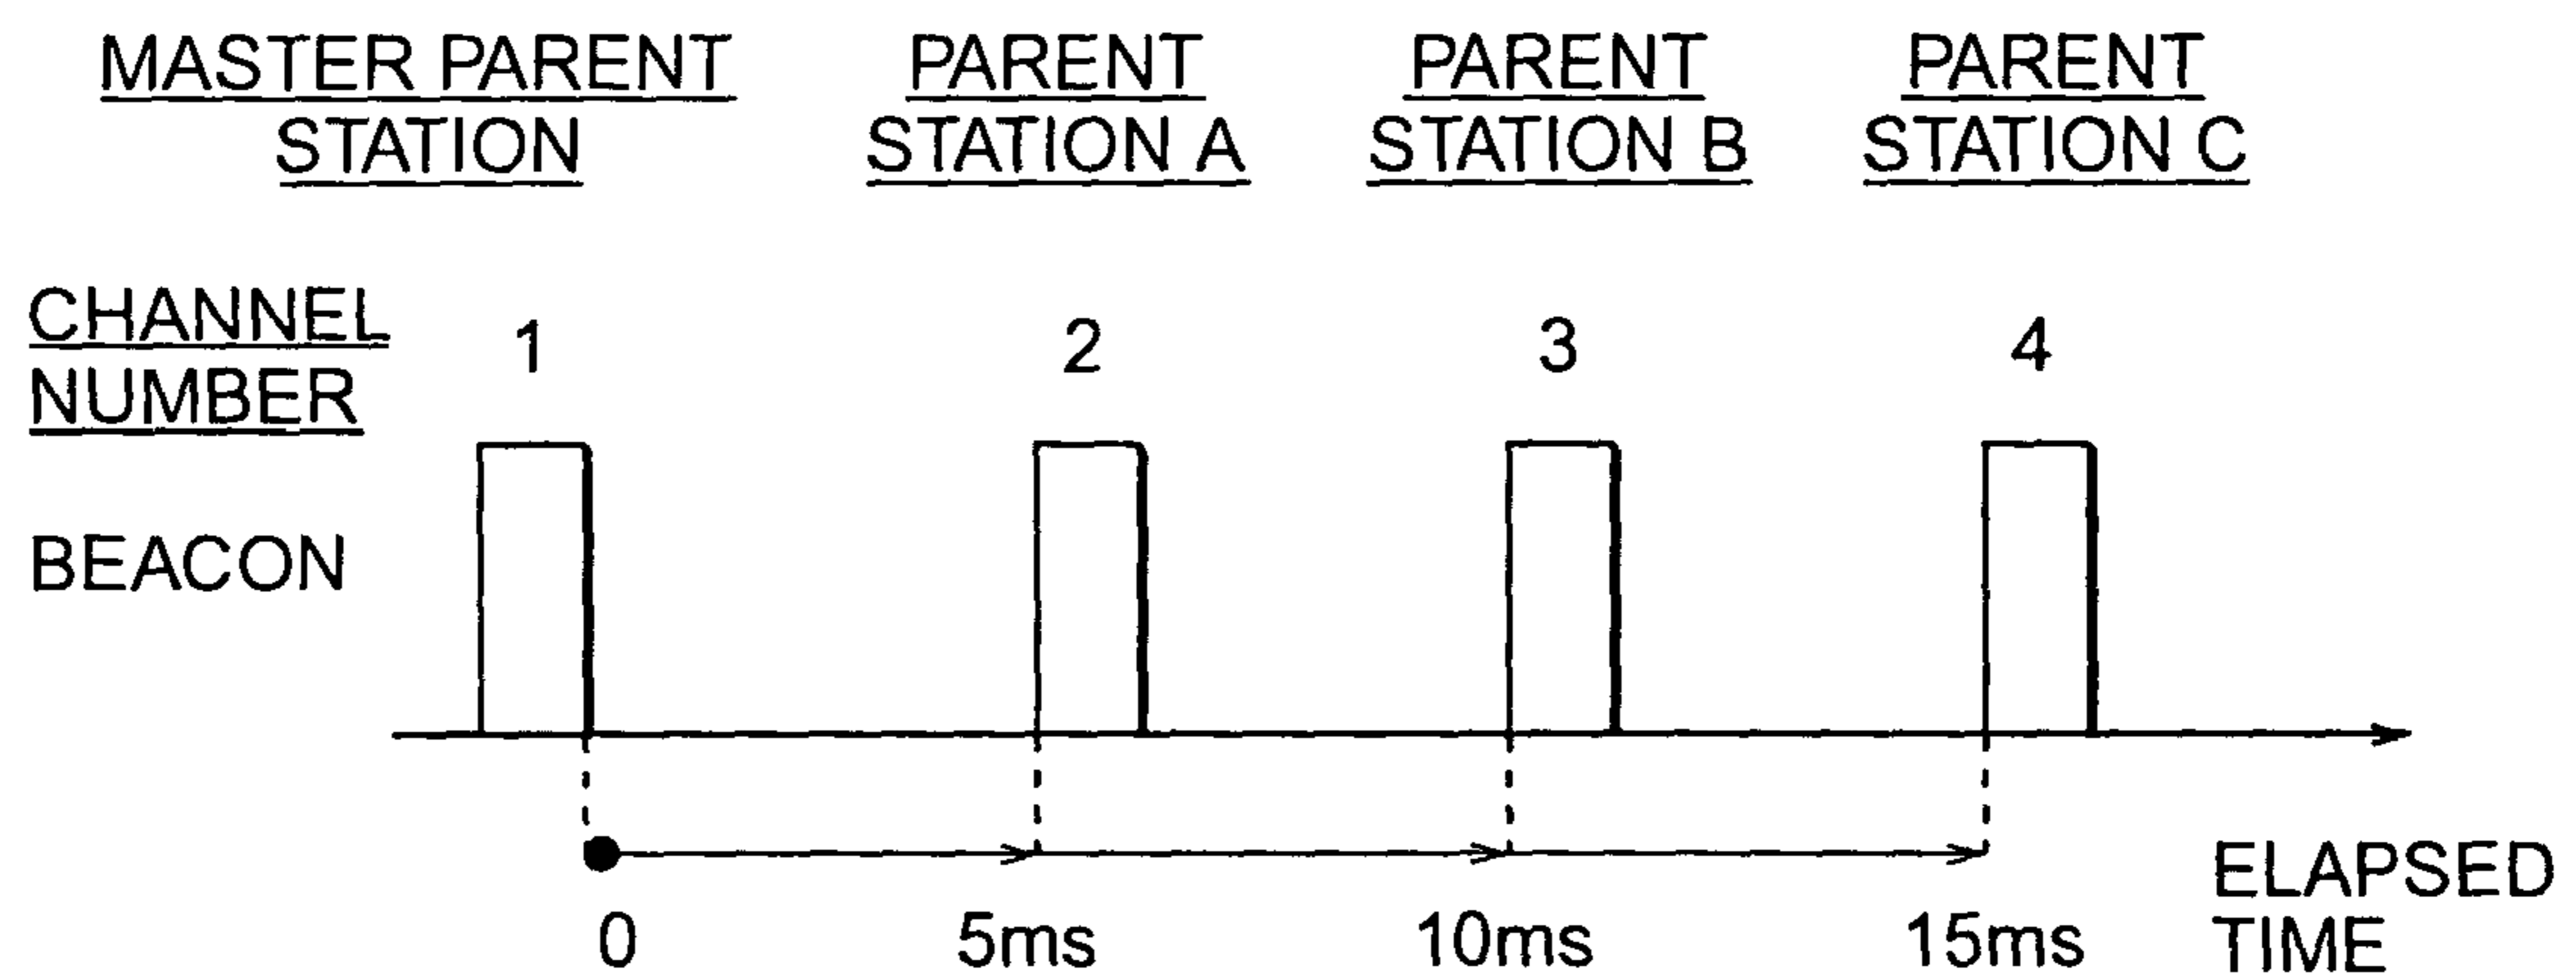 MASTER PARENT
STATION
PARENT
STATION A
PARENT
STATION B
PARENT
STATION C
CHANNEL
NUMBER
1
2
3
4
BEACON
0
5ms
10ms
15ms
ELAPSED
TIME